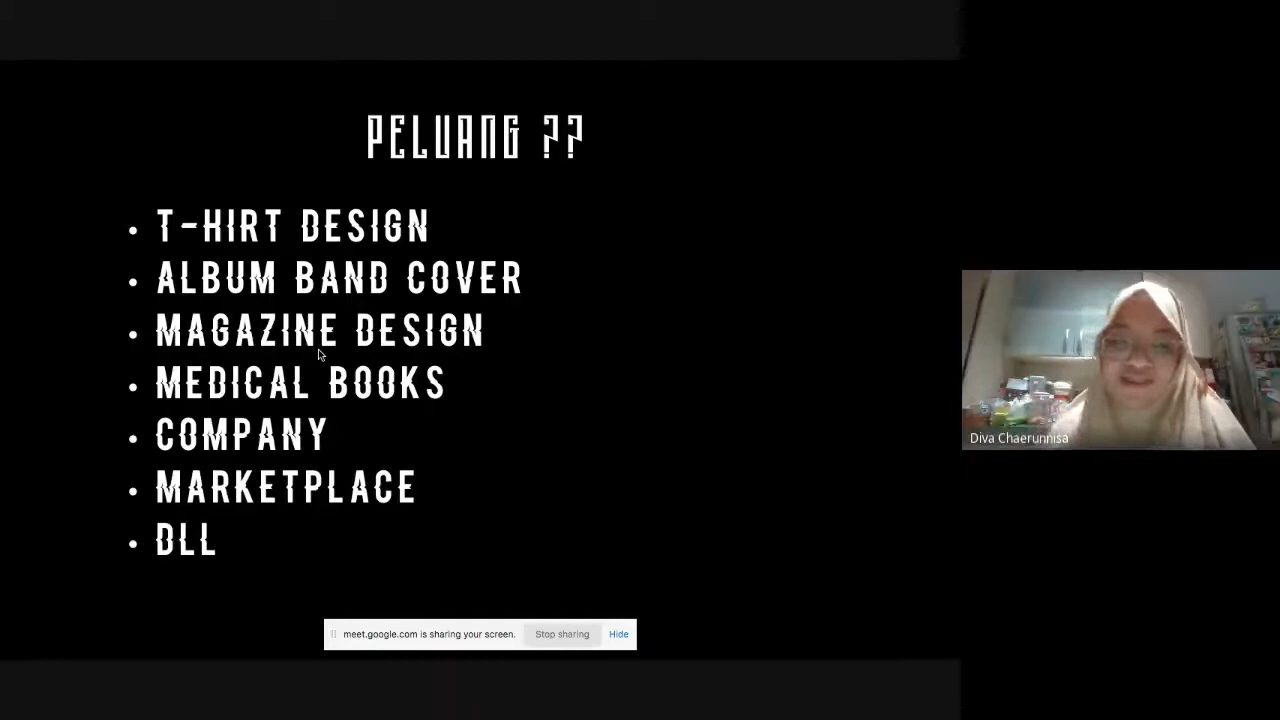 PELUANG ??
• T-HIRT DESIGN
• ALBUM BAND COVER
• MAGAZINE DESIGN
• MEDICAL BOOKS
• COMPANY
• MARKETPLACE
• DLL
Diva Chaerunnisa
meet.google.com is sharing your screen. Stop sharing Hide